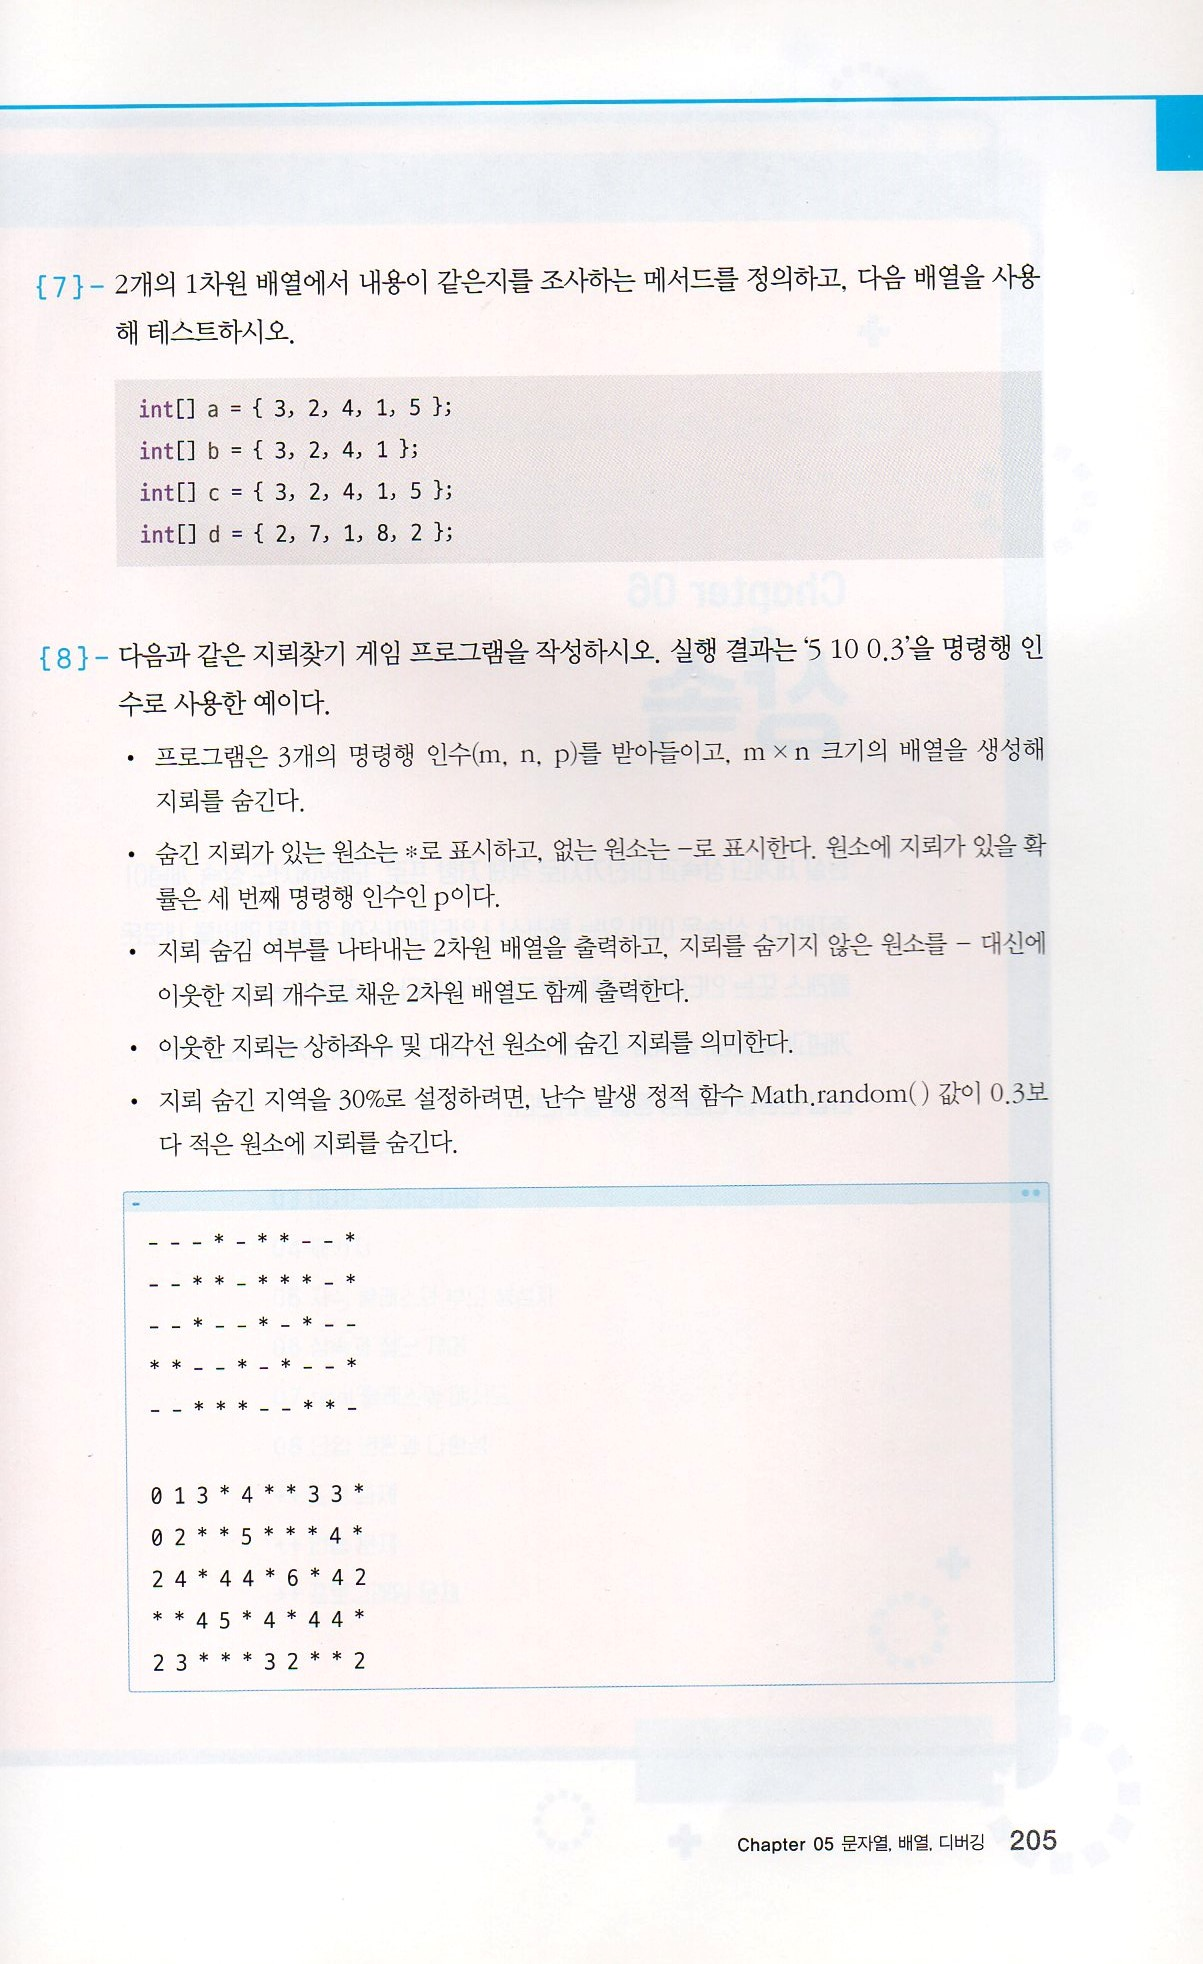 {7}- 2개의 1차원 배열에서 내용이 같은지를 조사하는 메서드를 정의하고, 다음 배열을 사용
해 테스트하시오.
int[] a = { 3, 2, 4, 1, 5 };
int[] b = { 3, 2, 4, 1 };
int[] c = { 3, 2, 4, 1, 5 };
int[] d = { 2, 7, 1, 8, 2 };
{8}- 다음과 같은 지뢰찾기 게임 프로그램을 작성하시오. 실행 결과는 ‘5 10 0.3’을 명령행 인
수로 사용한 예이다.
• 프로그램은 3개의 명령행 인수(m, n, p)를 받아들이고, m × n 크기의 배열을 생성해
지뢰를 숨긴다.
• 숨긴 지뢰가 있는 원소는 *로 표시하고, 없는 원소는 –로 표시한다. 원소에 지뢰가 있을 확
률은 세 번째 명령행 인수인 p이다.
• 지뢰 숨김 여부를 나타내는 2차원 배열을 출력하고, 지뢰를 숨기지 않은 원소를 – 대신에
이웃한 지뢰 개수로 채운 2차원 배열도 함께 출력한다.
• 이웃한 지뢰는 상하좌우 및 대각선 원소에 숨긴 지뢰를 의미한다.
• 지뢰 숨긴 지역을 30%로 설정하려면, 난수 발생 정적 함수 Math.random( ) 값이 0.3보
다 적은 원소에 지뢰를 숨긴다.
- - - * - * * - - *
- - * * - * * * - *
- - * - - * - * - -
* * - - * - * - - *
- - * * * - - * * -
0 1 3 * 4 * * 3 3 *
0 2 * * 5 * * * 4 *
2 4 * 4 4 * 6 * 4 2
* * 4 5 * 4 * 4 4 *
2 3 * * * 3 2 * * 2
Chapter 05 문자열, 배열, 디버깅 205